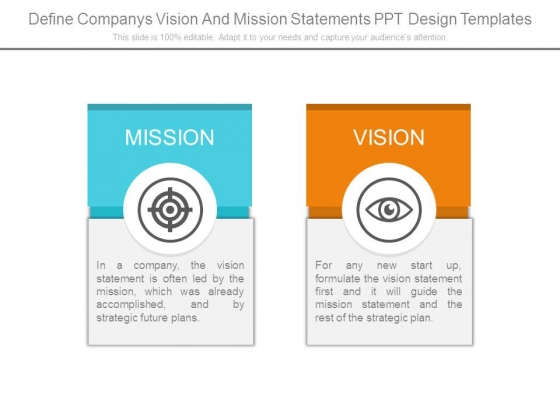 Define Companys Vision And Mission Statements PPT Design Templates
This slide is 100% editable. Adapt it to your needs and capture your audience's attention.
MISSION
In a company, the vision
statement is often led by the
mission, which was already
accomplished, and by
strategic future plans.
VISION
For any new start up,
formulate the vision statement
first and it will guide the
mission statement and the
rest of the strategic plan.